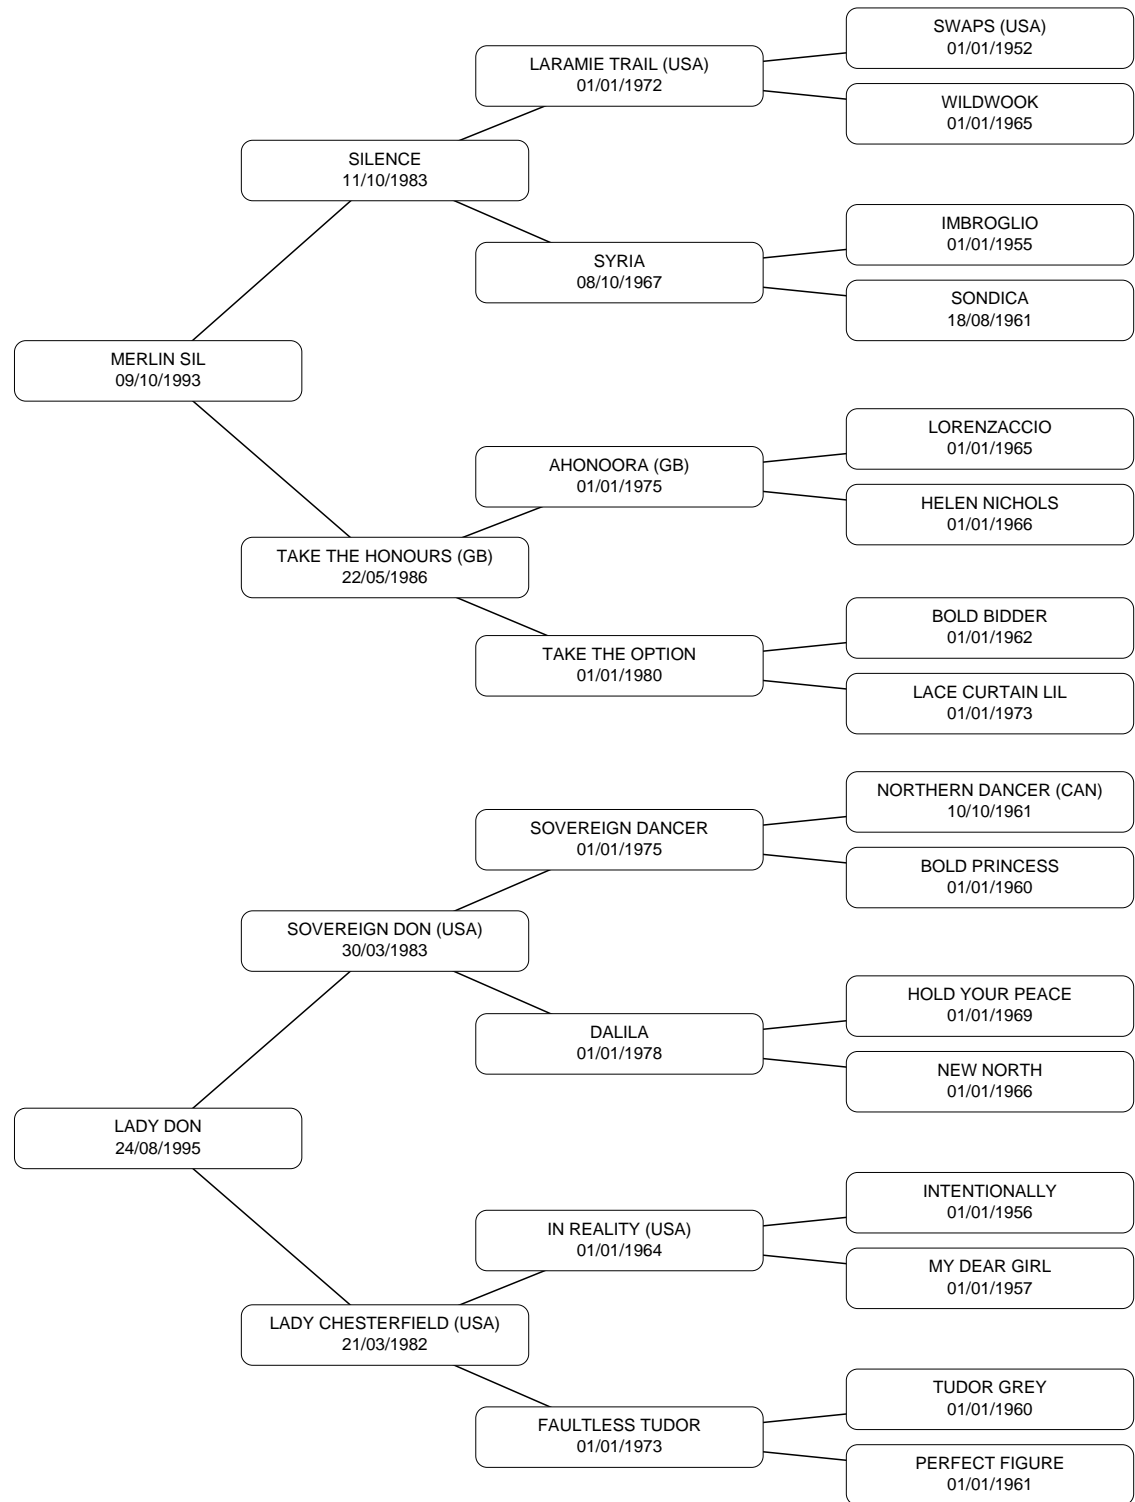 SWAPS (USA)
01/01/1952
LARAMIE TRAIL (USA)
01/01/1972
WILDWOOK
01/01/1965
SILENCE
11/10/1983
IMBROGLIO
01/01/1955
SYRIA
08/10/1967
SONDICA
18/08/1961
MERLIN SIL
09/10/1993
LORENZACCIO
01/01/1965
AHONOORA (GB)
01/01/1975
HELEN NICHOLS
01/01/1966
TAKE THE HONOURS (GB)
22/05/1986
BOLD BIDDER
01/01/1962
TAKE THE OPTION
01/01/1980
LACE CURTAIN LIL
01/01/1973
NORTHERN DANCER (CAN)
10/10/1961
SOVEREIGN DANCER
01/01/1975
BOLD PRINCESS
01/01/1960
SOVEREIGN DON (USA)
30/03/1983
HOLD YOUR PEACE
01/01/1969
DALILA
01/01/1978
NEW NORTH
01/01/1966
LADY DON
24/08/1995
INTENTIONALLY
01/01/1956
IN REALITY (USA)
01/01/1964
MY DEAR GIRL
01/01/1957
LADY CHESTERFIELD (USA)
21/03/1982
TUDOR GREY
01/01/1960
FAULTLESS TUDOR
01/01/1973
PERFECT FIGURE
01/01/1961